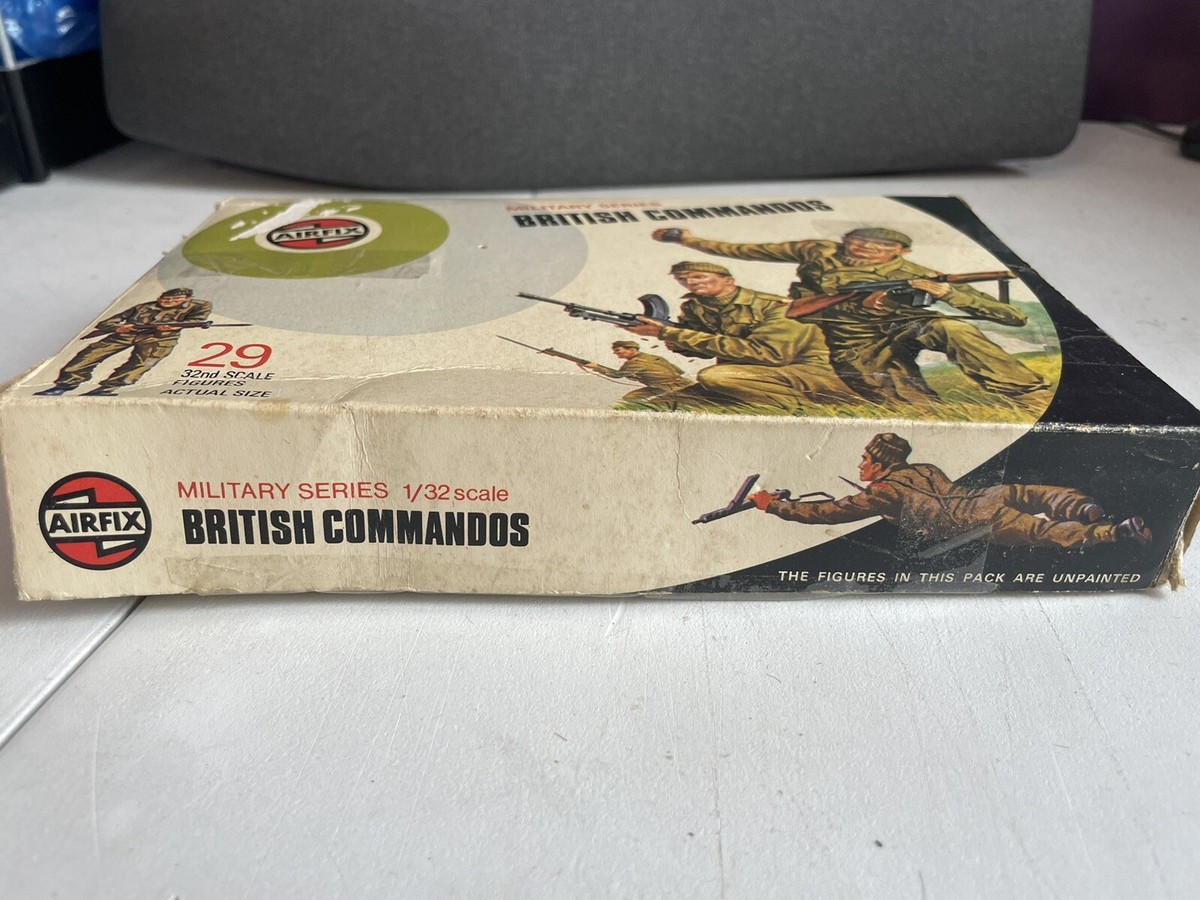 AIRFIX
MILITARY SERIES
BRITISH COMMANDOS
29
32nd SCALE
FIGURES
ACTUAL SIZE
AIRFIX
MILITARY SERIES 1/32 scale
BRITISH COMMANDOS
THE FIGURES IN THIS PACK ARE UNPAINTED